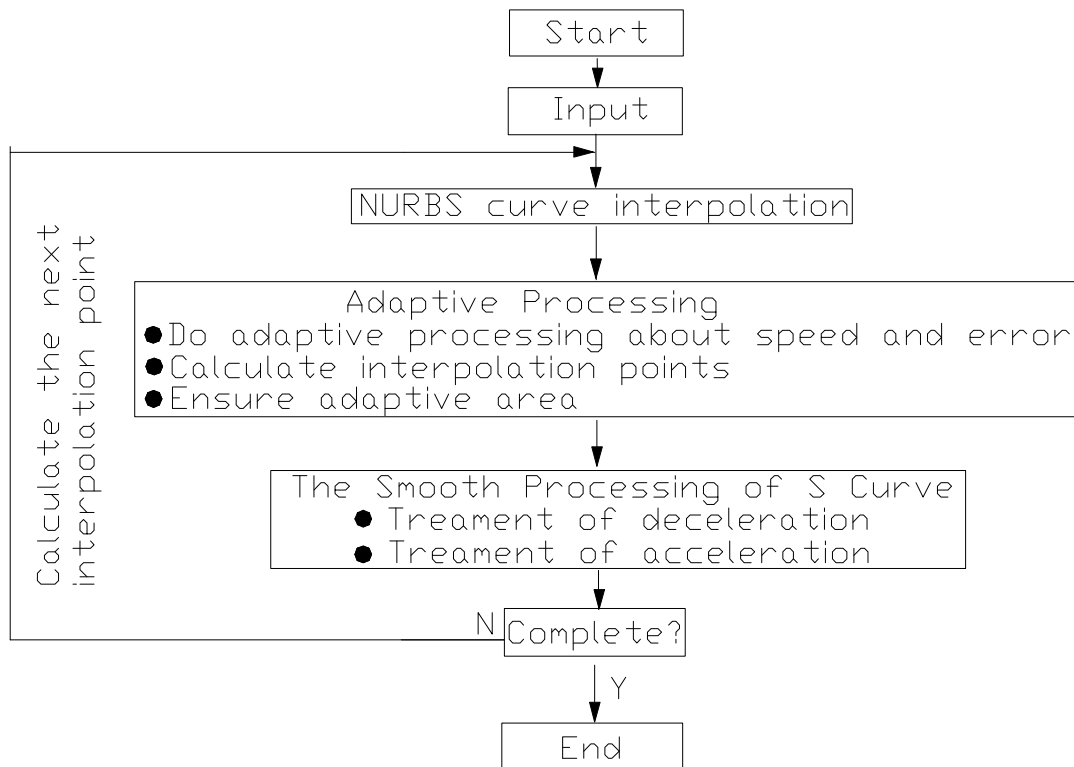 Start
Input
NURBS curve interpolation
Adaptive Processing
● Do adaptive processing about speed and error
● Calculate interpolation points
● Ensure adaptive area
The Smooth Processing of S Curve
● Treament of deceleration
● Treament of acceleration
Complete?
N
Y
End
Calculate the next
interpolation point